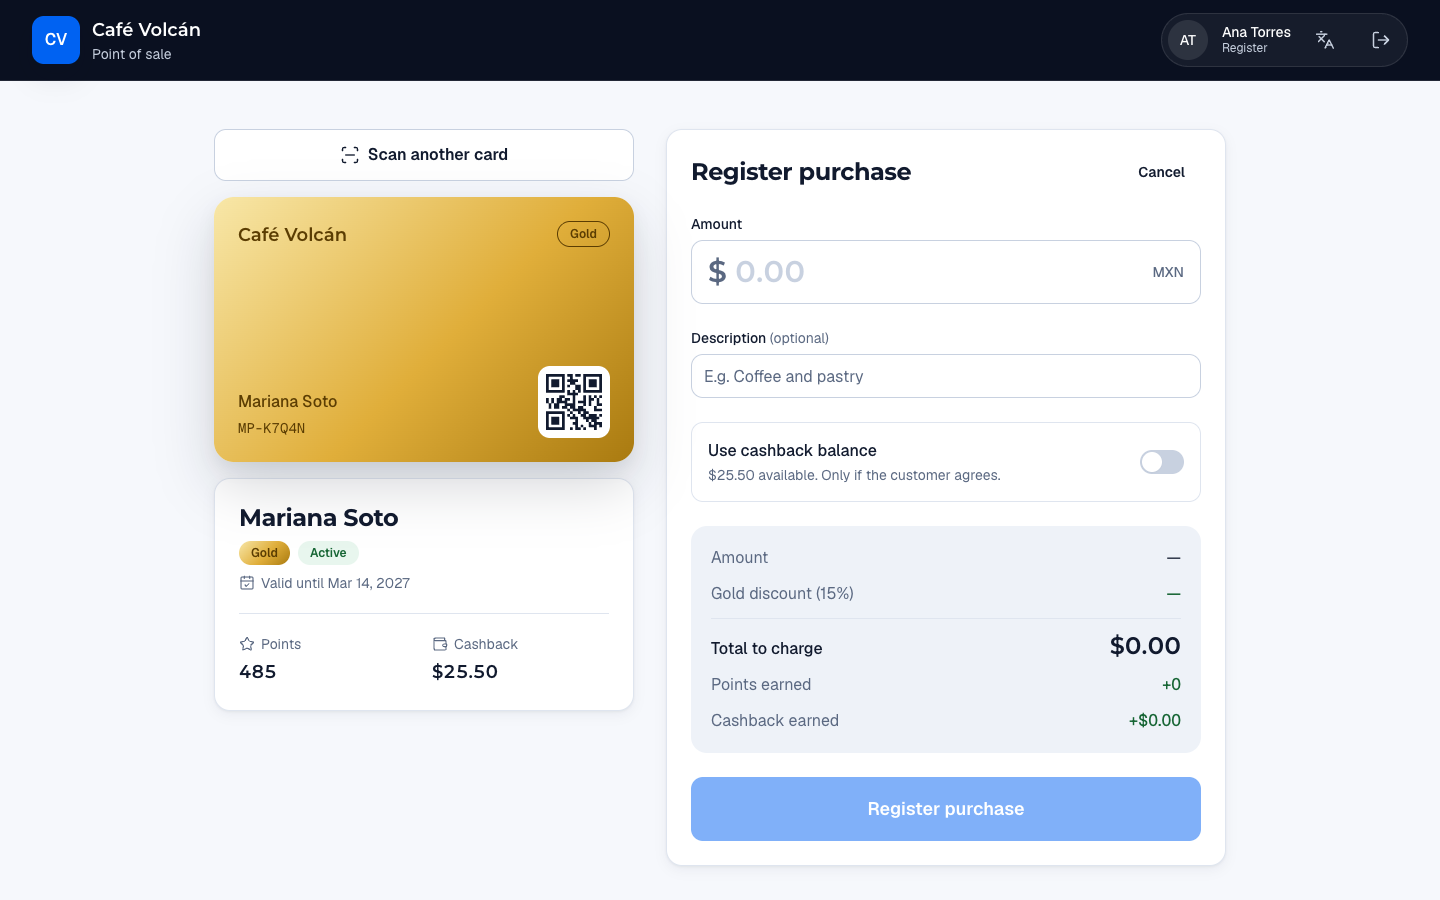 CV
Café Volcán
Point of sale
AT
Ana Torres
Register
Scan another card
Café Volcán
Gold
Mariana Soto
MP-K7Q4N
Mariana Soto
Gold
Active
Valid until Mar 14, 2027
Points
Cashback
485
$25.50
Register purchase
Cancel
Amount
$ 0.00
MXN
Description (optional)
E.g. Coffee and pastry
Use cashback balance
$25.50 available. Only if the customer agrees.
Amount —
Gold discount (15%) —
Total to charge $0.00
Points earned +0
Cashback earned +$0.00
Register purchase